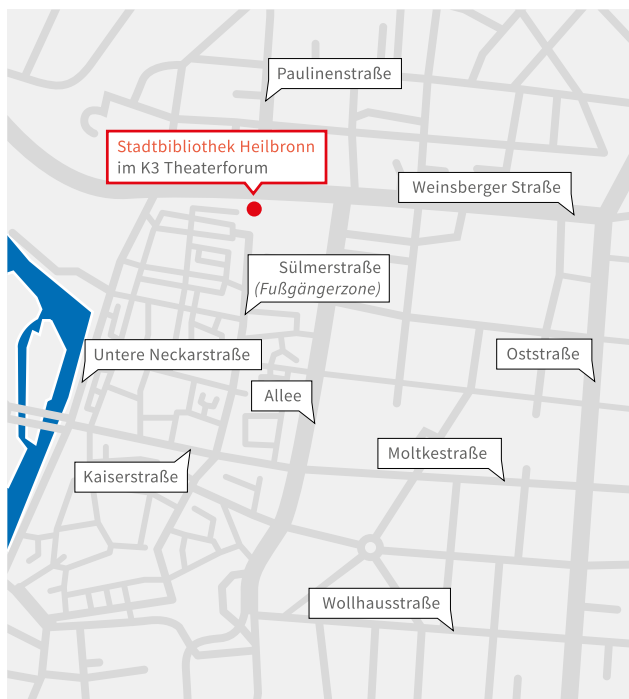 Paulinenstraße
Stadtbibliothek Heilbronn
im K3 Theaterforum
Weinsberger Straße
Sülmerstraße
(Fußgängerzone)
Untere Neckarstraße
Oststraße
Allee
Moltkestraße
Kaiserstraße
Wollhausstraße